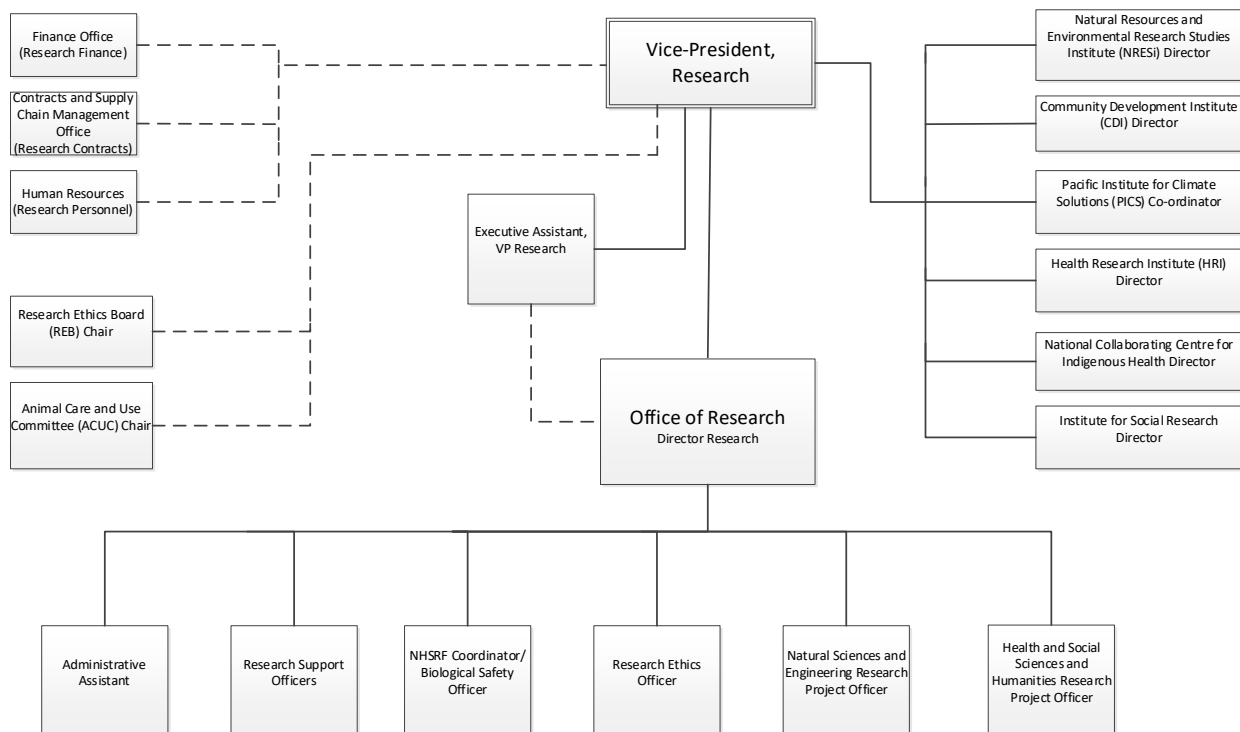 Finance Office
(Research Finance)
Contracts and Supply
Chain Management
Office
(Research Contracts)
Human Resources
(Research Personnel)
Research Ethics Board
(REB) Chair
Animal Care and Use
Committee (ACUC) Chair
Vice-President,
Research
Executive Assistant,
VP Research
Office of Research
Director Research
Natural Resources and
Environmental Research Studies
Institute (NRESi) Director
Community Development Institute
(CDI) Director
Pacific Institute for Climate
Solutions (PICS) Co-ordinator
Health Research Institute (HRI)
Director
National Collaborating Centre for
Indigenous Health Director
Institute for Social Research
Director
Administrative
Assistant
Research Support
Officers
NHSRF Coordinator/
Biological Safety
Officer
Research Ethics
Officer
Natural Sciences and
Engineering Research
Project Officer
Health and Social
Sciences and
Humanities Research
Project Officer